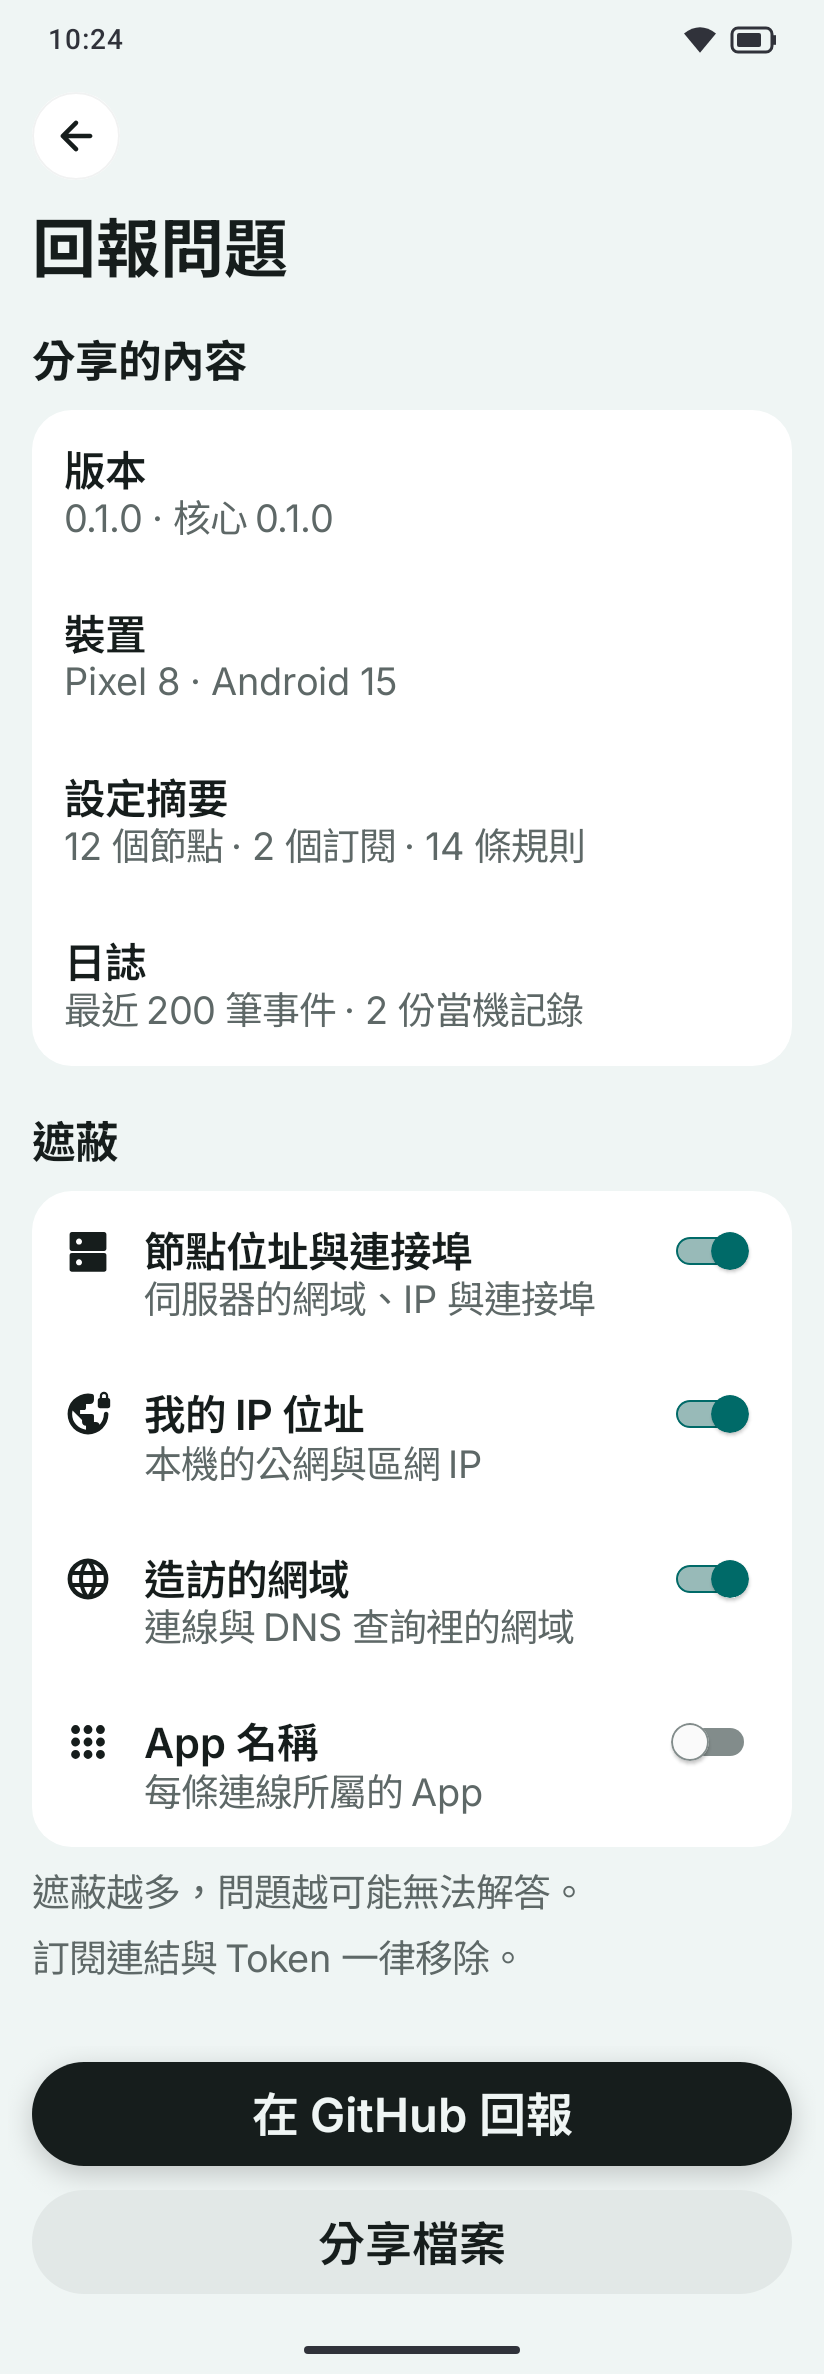 10:24
回報問題
分享的內容
版本
0.1.0 · 核心 0.1.0
裝置
Pixel 8 · Android 15
設定摘要
12 個節點 · 2 個訂閱 · 14 條規則
日誌
最近 200 筆事件 · 2 份當機記錄
遮蔽
節點位址與連接埠
伺服器的網域、IP 與連接埠
我的 IP 位址
本機的公網與區網 IP
造訪的網域
連線與 DNS 查詢裡的網域
App 名稱
每條連線所屬的 App
遮蔽越多，問題越可能無法解答。
訂閱連結與 Token 一律移除。
在 GitHub 回報
分享檔案